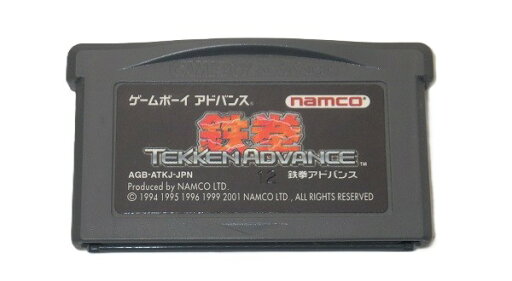 ゲームボーイ アドバンス®
namco®
鉄拳
TEKKEN ADVANCE™
12
AGB-ATKJ-JPN
鉄拳アドバンス
Produced by NAMCO LTD.
© 1994 1995 1996 1999 2001 NAMCO LTD., ALL RIGHTS RESERVED